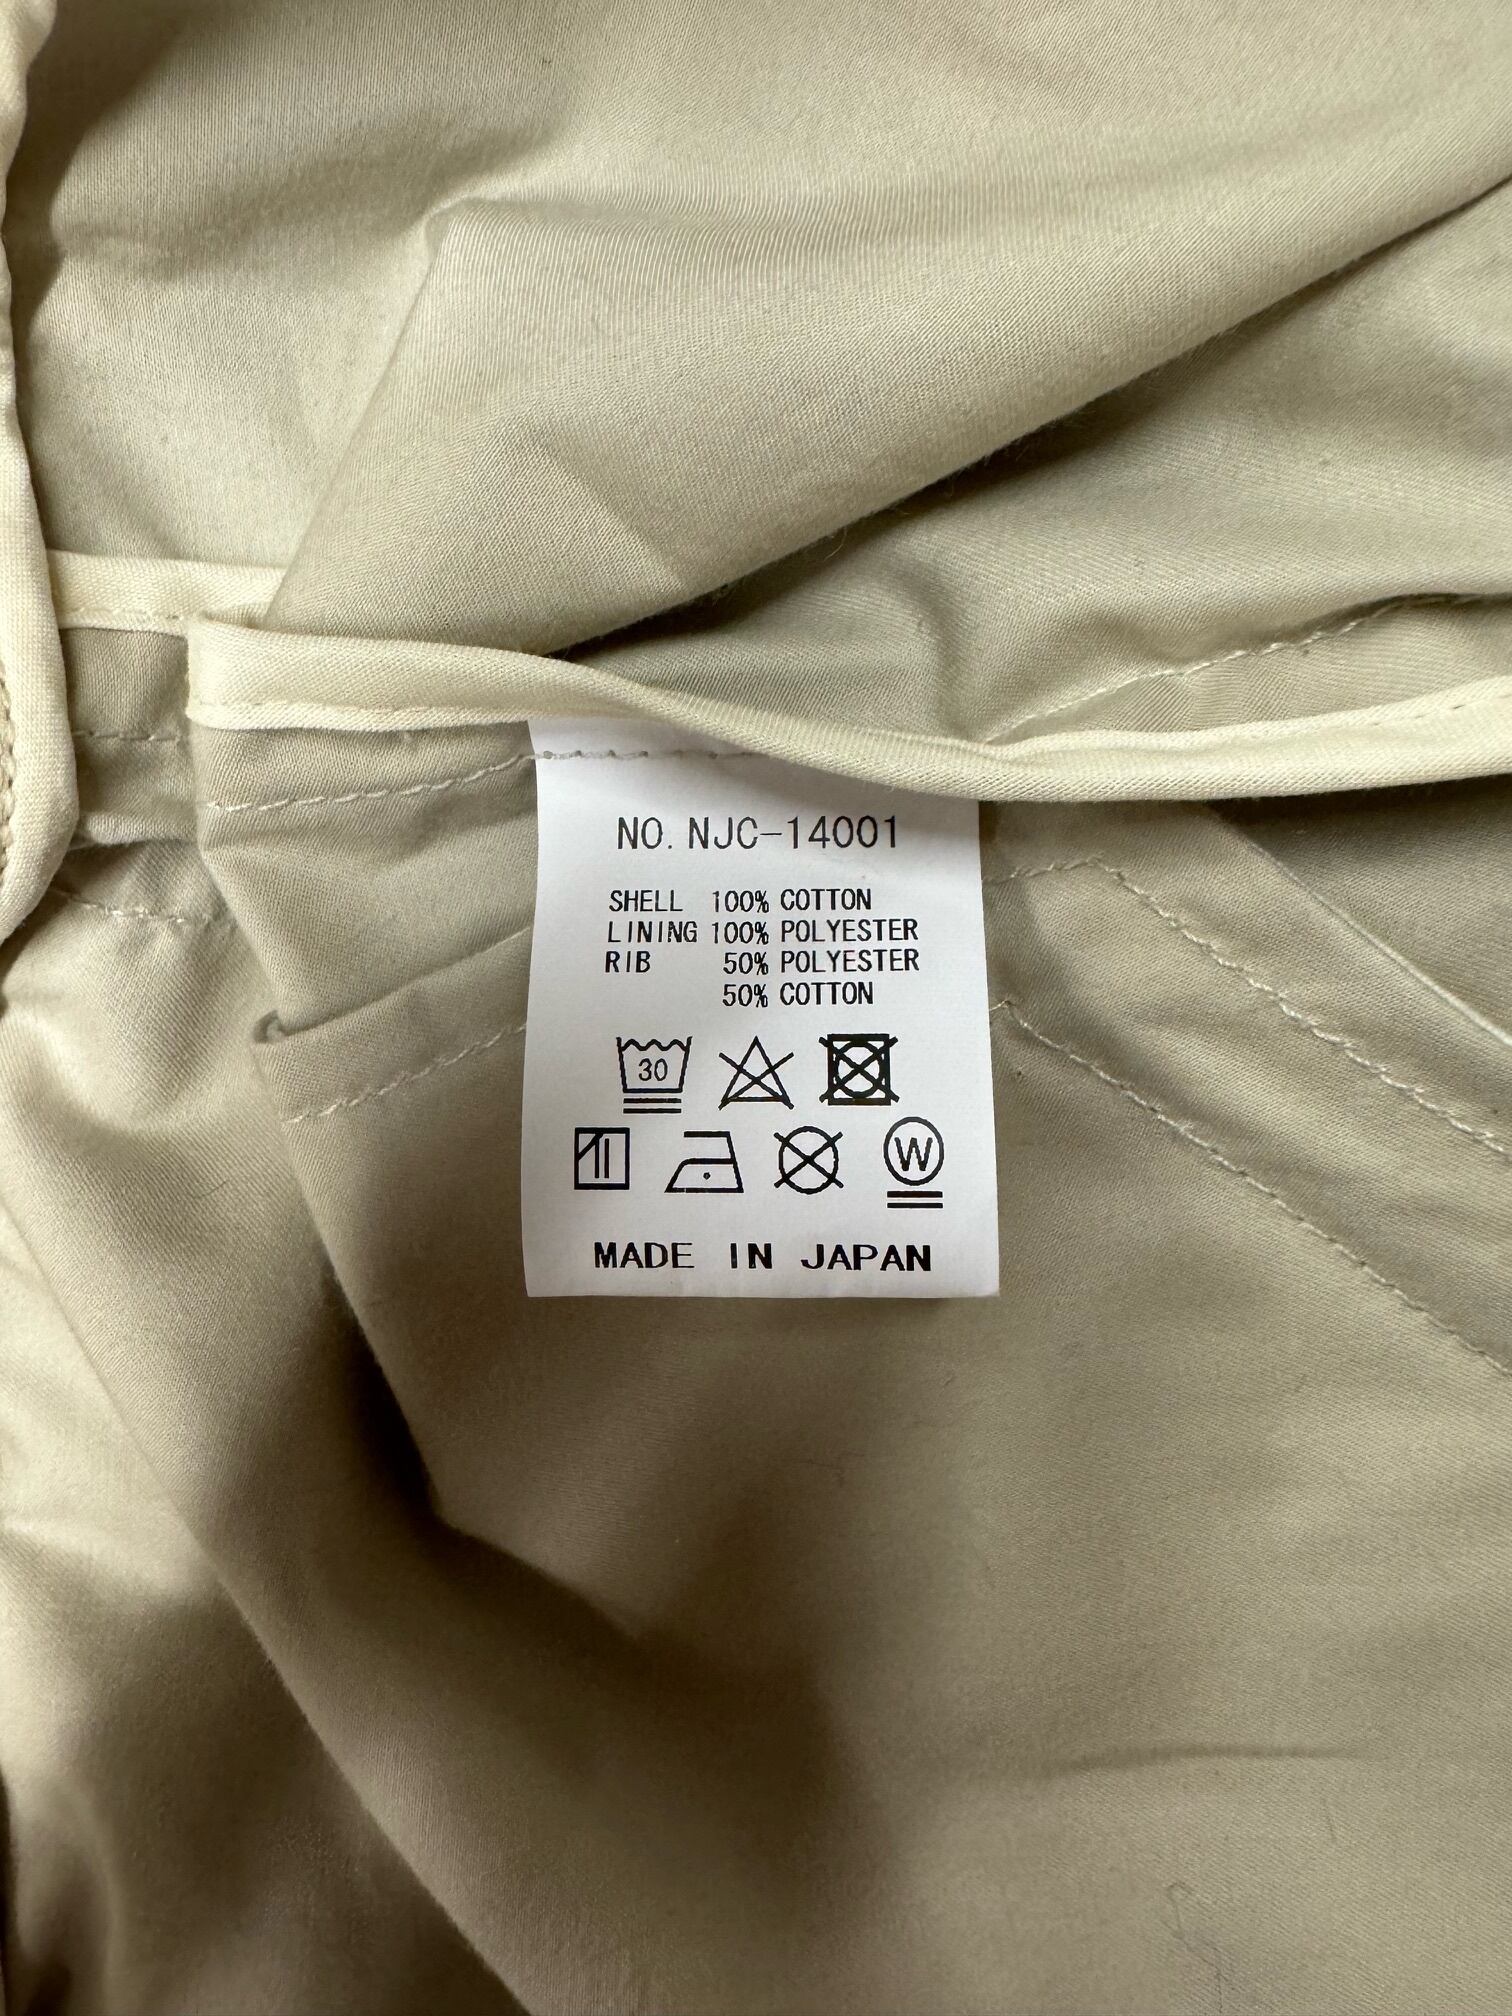 NO. NJC-14001
SHELL 100% COTTON
LINING 100% POLYESTER
RIB 50% POLYESTER
50% COTTON
30
W
MADE IN JAPAN